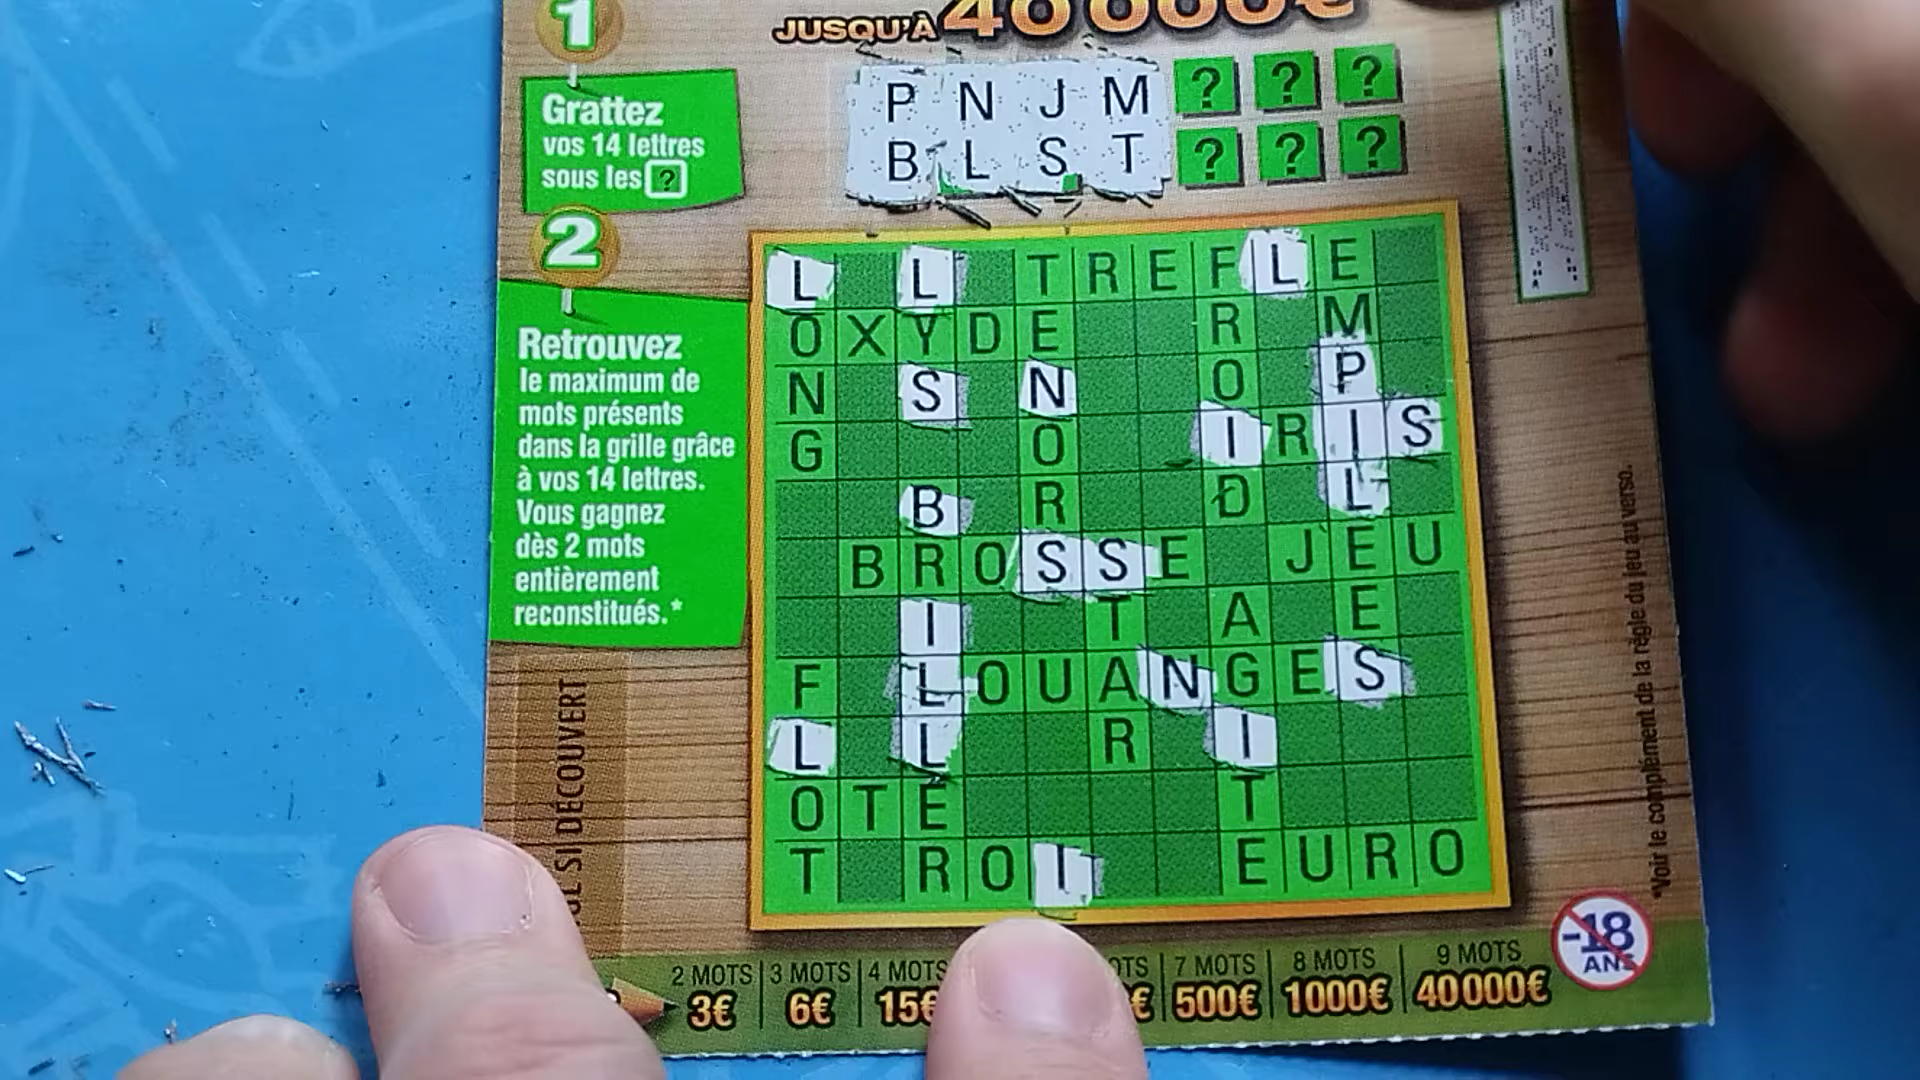 1
JUSQU'À 40 000€
Grattez
vos 14 lettres
sous les ?
P N J M ? ? ?
B L S T ? ? ?
2
Retrouvez
le maximum de
mots présents
dans la grille grâce
à vos 14 lettres.
Vous gagnez
dès 2 mots
entièrement
reconstitués.*
L L T R E F L E
O X Y D E R M
N S N O P
G O I R I S
B R D L
B R O S S E J E U
I T A E
F L O U A N G E S
L L R I
O T E T
T R O I E U R O
SI DÉCOUVERT
*Voir le complément de la règle du jeu au verso.
-18
ANS
2 MOTS 3 MOTS 4 MOTS 7 MOTS 8 MOTS 9 MOTS
3€ 6€ 15€ 500€ 1000€ 40000€